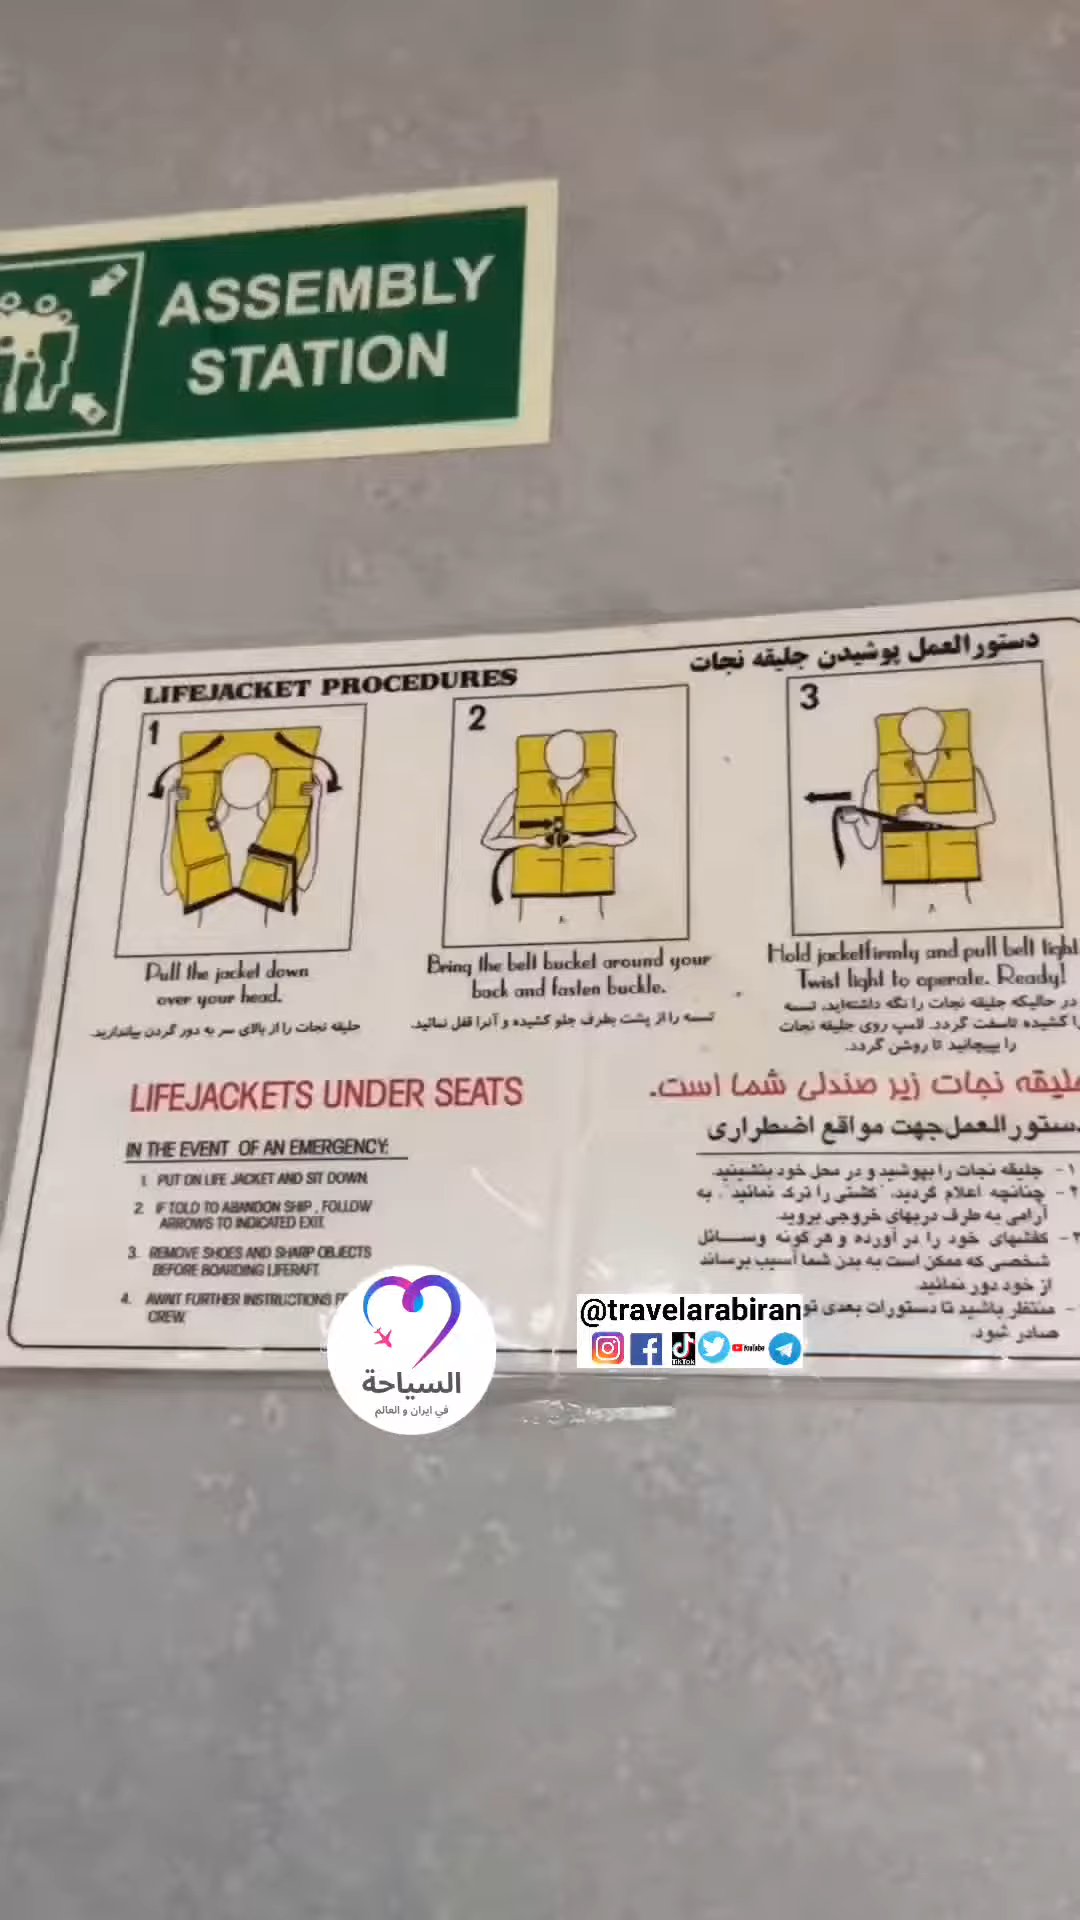 ASSEMBLY
STATION
LIFEJACKET PROCEDURES
دستورالعمل پوشیدن جلیقه نجات
1
2
3
Pull the jacket down
over your head.
جلیقه نجات را از بالای سر به دور گردن بیاندازید.
Bring the belt bucket around your
back and fasten buckle.
تسمه را از پشت بطرف جلو کشیده و آنرا قفل نمائید.
Hold jacketfirmly and pull belt tight
Twist light to operate. Ready!
در حالیکه جلیقه نجات را نگه داشته‌اید، تسمه
را کشیده تاسفت گردد. لامپ روی جلیقه نجات
را بپیچانید تا روشن گردد.
LIFEJACKETS UNDER SEATS
جلیقه نجات زیر صندلی شما است.
IN THE EVENT OF AN EMERGENCY:
1. PUT ON LIFE JACKET AND SIT DOWN.
2. IF TOLD TO ABANDON SHIP, FOLLOW
ARROWS TO INDICATED EXIT.
3. REMOVE SHOES AND SHARP OBJECTS
BEFORE BOARDING LIFERAFT.
4. AWAIT FURTHER INSTRUCTIONS
CREW.
دستورالعمل جهت مواقع اضطراری
۱- جلیقه نجات را بپوشید و در محل خود بنشینید.
۲- چنانچه اعلام گردید، "کشتی را ترک نمائید"، به
آرامی به طرف دربهای خروجی بروید.
۳- کفشهای خود را در آورده و هر گونه وسائل
شخصی که ممکن است به بدن شما آسیب برساند
از خود دور نمائید.
- منتظر باشید تا دستورات بعدی
صادر شود.
السياحة
في ايران و العالم
@travelarabiran
TikTok
YouTube